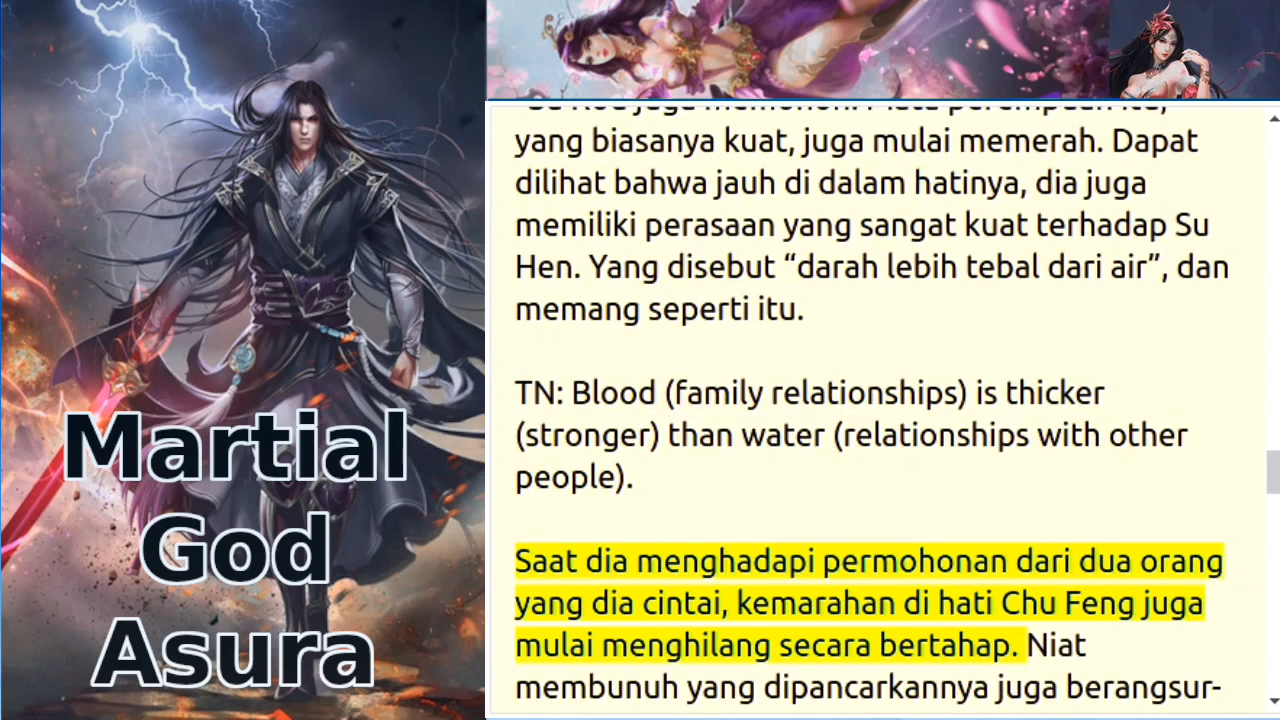 Martial
God
Asura
yang biasanya kuat, juga mulai memerah. Dapat
dilihat bahwa jauh di dalam hatinya, dia juga
memiliki perasaan yang sangat kuat terhadap Su
Hen. Yang disebut “darah lebih tebal dari air”, dan
memang seperti itu.
TN: Blood (family relationships) is thicker
(stronger) than water (relationships with other
people).
Saat dia menghadapi permohonan dari dua orang
yang dia cintai, kemarahan di hati Chu Feng juga
mulai menghilang secara bertahap. Niat
membunuh yang dipancarkannya juga berangsur-